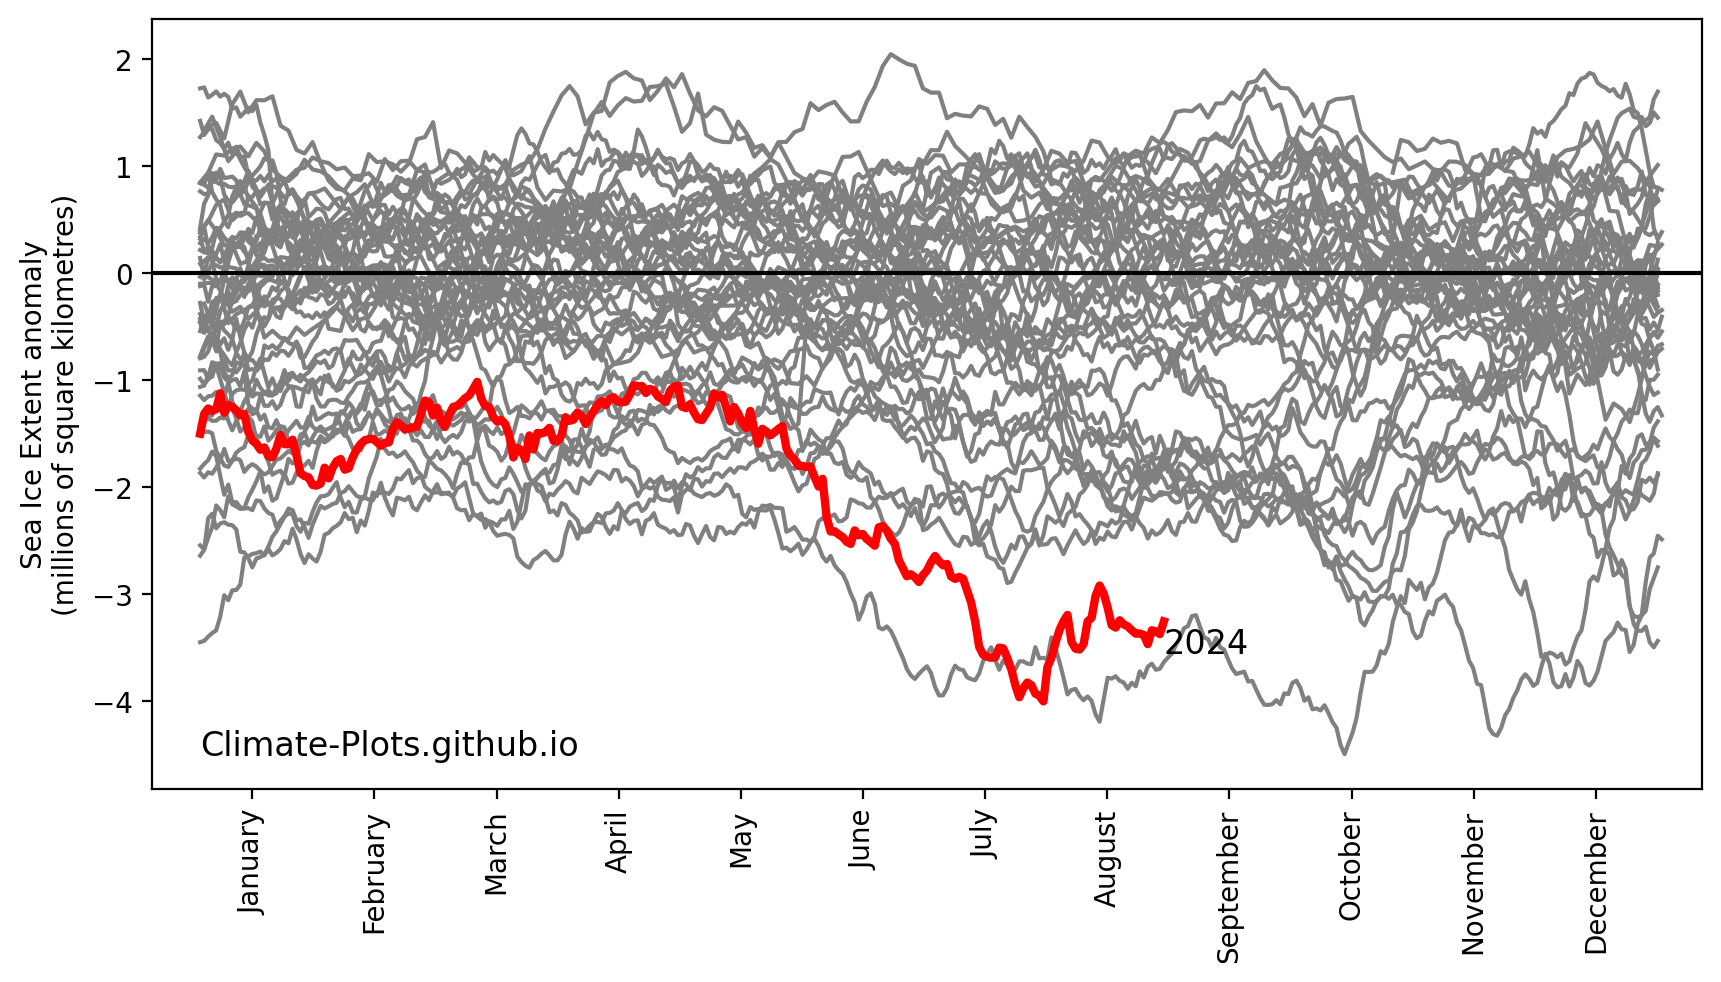 Sea Ice Extent anomaly
(millions of square kilometres)
2
1
0
−1
−2
−3
−4
2024
Climate-Plots.github.io
January
February
March
April
May
June
July
August
September
October
November
December